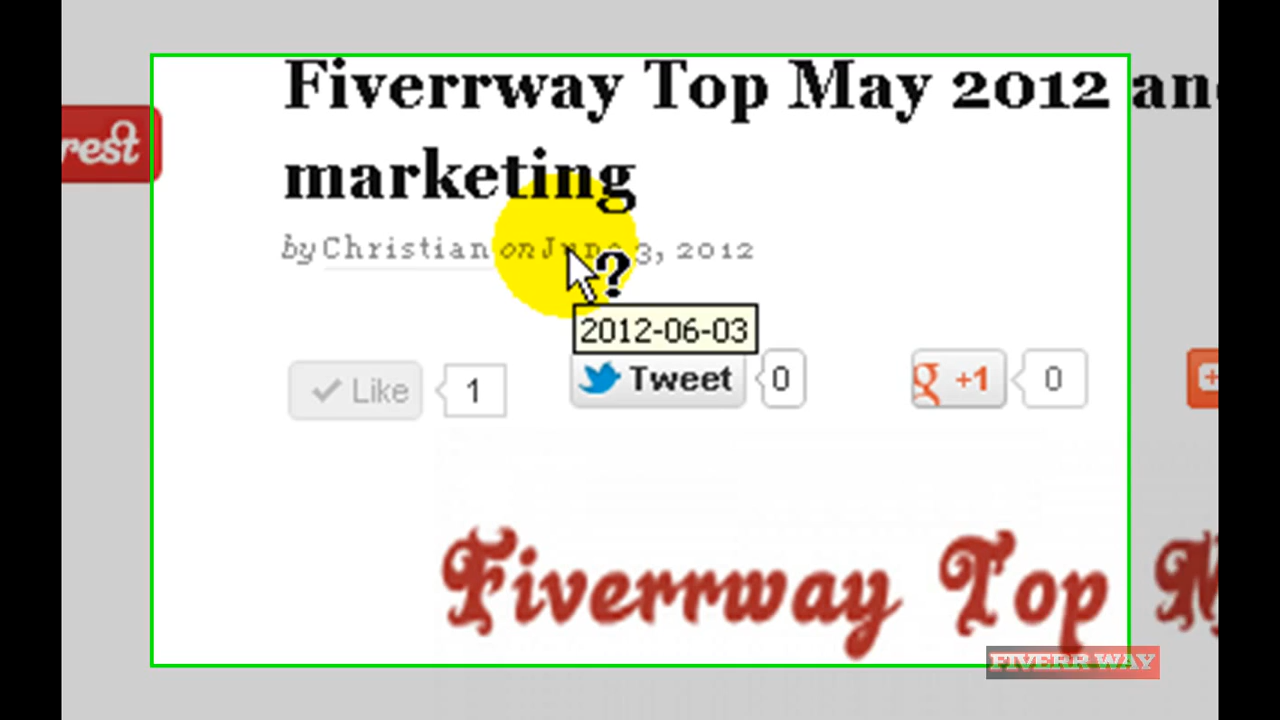 Fiverrway Top May 2012 an
marketing
rest
by Christian on June 3, 2012
?
2012-06-03
Like 1
Tweet 0
g +1 0
Fiverrway Top M
FIVERR WAY